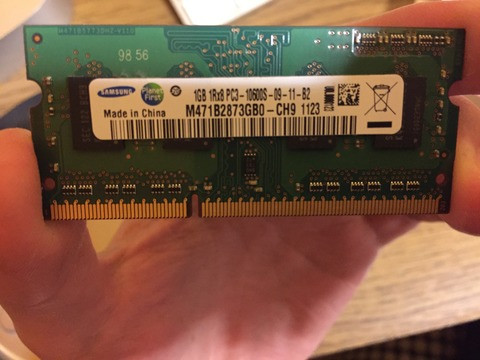 98 56
SAMSUNG
Planet First
1GB 1Rx8 PC3-10600S-09-11-B2
Made in China
M471B2873GB0-CH9 1123